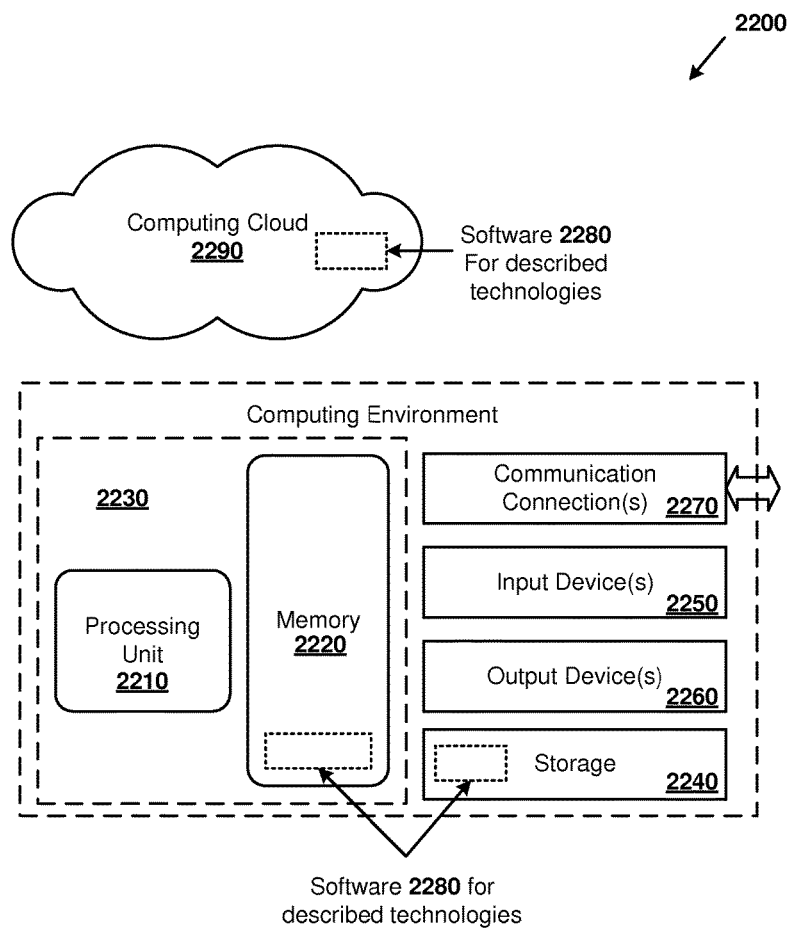 2200
Computing Cloud
2290
Software 2280
For described
technologies
Computing Environment
2230
Processing
Unit
2210
Memory
2220
Communication
Connection(s)
2270
Input Device(s)
2250
Output Device(s)
2260
Storage
2240
Software 2280 for
described technologies